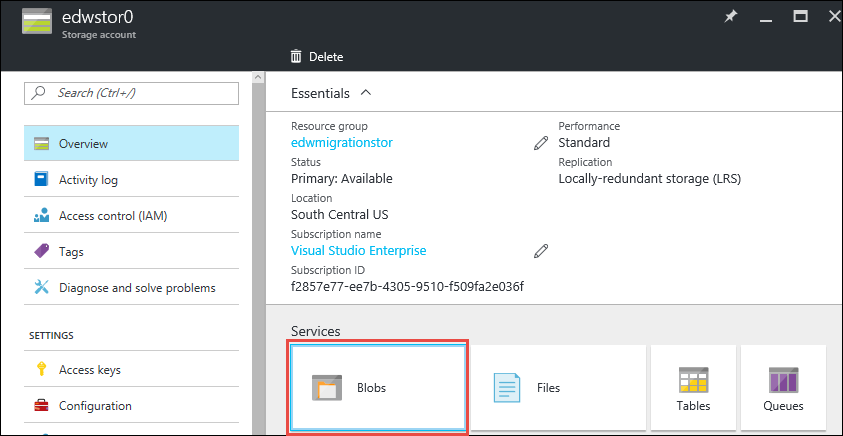 edwstor0
Storage account
Delete
Search (Ctrl+/)
Overview
Activity log
Access control (IAM)
Tags
Diagnose and solve problems
SETTINGS
Access keys
Configuration
Essentials
Resource group
edwmigrationstor
Status
Primary: Available
Location
South Central US
Subscription name
Visual Studio Enterprise
Subscription ID
f2857e77-ee7b-4305-9510-f509fa2e036f
Performance
Standard
Replication
Locally-redundant storage (LRS)
Services
Blobs
Files
Tables
Queues